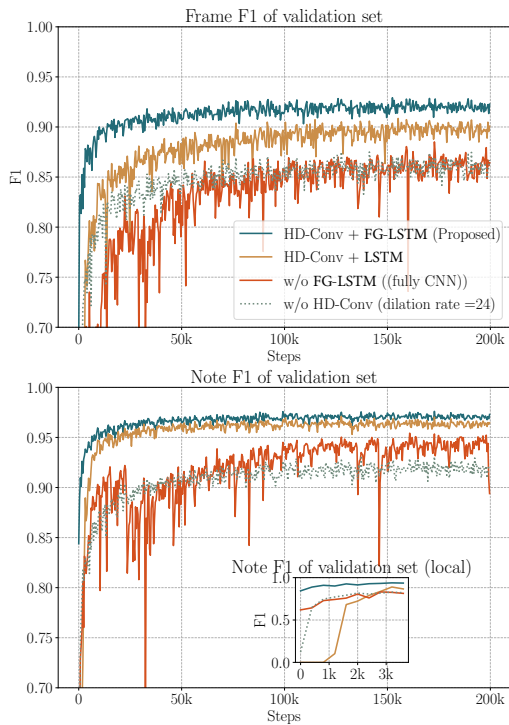 Frame F1 of validation set
1.00
0.95
0.90
0.85
0.80
0.75
0.70
F1
HD-Conv + FG-LSTM (Proposed)
HD-Conv + LSTM
w/o FG-LSTM ((fully CNN))
w/o HD-Conv (dilation rate =24)
0 50k 100k 150k 200k
Steps
Note F1 of validation set
1.00
0.95
0.90
0.85
0.80
0.75
0.70
F1
Note F1 of validation set (local)
1.0
0.5
0.0
F1
0 1k 2k 3k
0 50k 100k 150k 200k
Steps